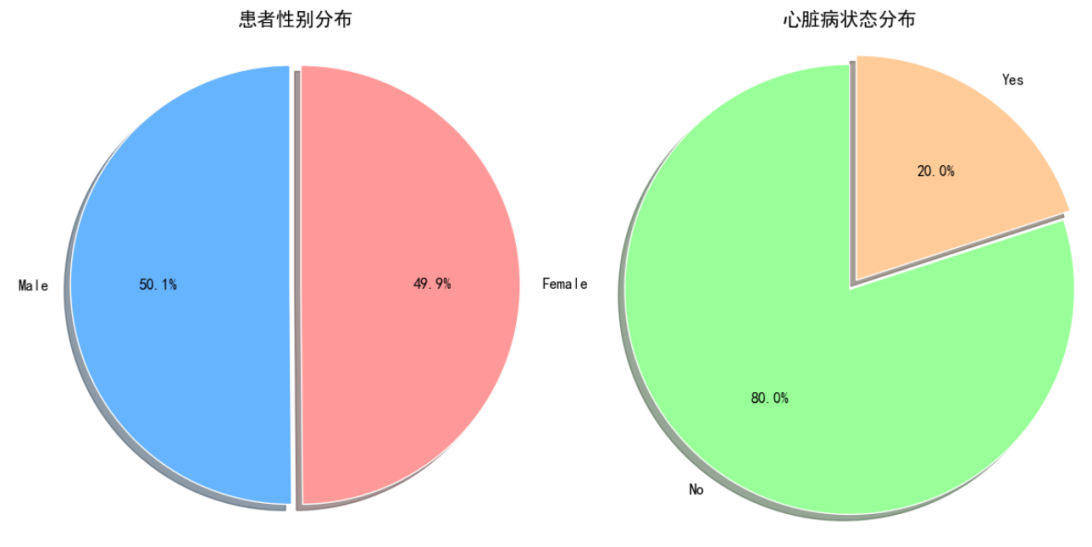 患者性别分布
Male
50.1%
49.9%
Female
心脏病状态分布
Yes
20.0%
80.0%
No